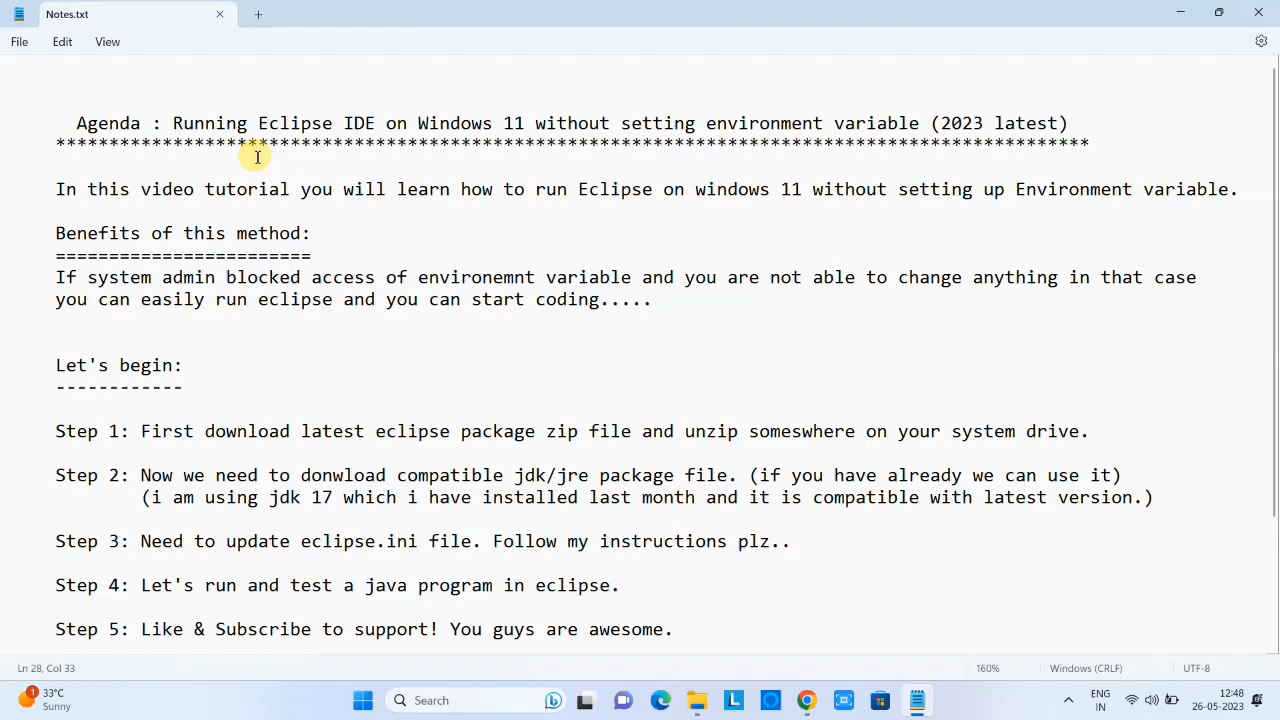 Notes.txt
File Edit View
Agenda : Running Eclipse IDE on Windows 11 without setting environment variable (2023 latest)
*************************************************************************************************
In this video tutorial you will learn how to run Eclipse on windows 11 without setting up Environment variable.
Benefits of this method:
========================
If system admin blocked access of environemnt variable and you are not able to change anything in that case
you can easily run eclipse and you can start coding.....
Let's begin:
------------
Step 1: First download latest eclipse package zip file and unzip someswhere on your system drive.
Step 2: Now we need to donwload compatible jdk/jre package file. (if you have already we can use it)
(i am using jdk 17 which i have installed last month and it is compatible with latest version.)
Step 3: Need to update eclipse.ini file. Follow my instructions plz..
Step 4: Let's run and test a java program in eclipse.
Step 5: Like & Subscribe to support! You guys are awesome.
Ln 28, Col 33 160% Windows (CRLF) UTF-8
1 33°C
Sunny
Search
L
ENG
IN
12:48
26-05-2023